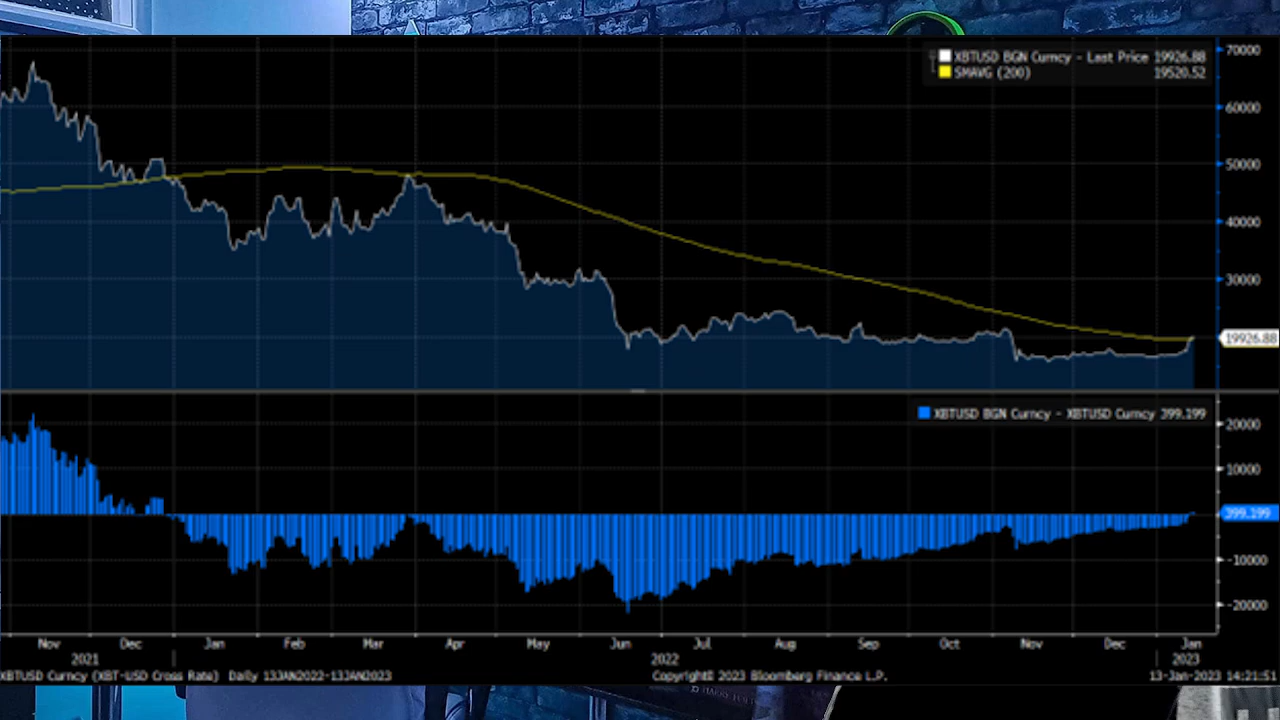 XBTUSD BGN Curncy - Last Price 19926.88
SMAVG (200) 19520.52
70000
60000
50000
40000
30000
19926.88
XBTUSD BGN Curncy - XBTUSD Curncy 399.199
20000
10000
399.199
-10000
-20000
Nov Dec Jan Feb Mar Apr May Jun Jul Aug Sep Oct Nov Dec Jan
2021 2022 2023
XBTUSD Curncy (XBT-USD Cross Rate) Daily 13JAN2022-13JAN2023 Copyright© 2023 Bloomberg Finance L.P. 13-Jan-2023 14:21:51